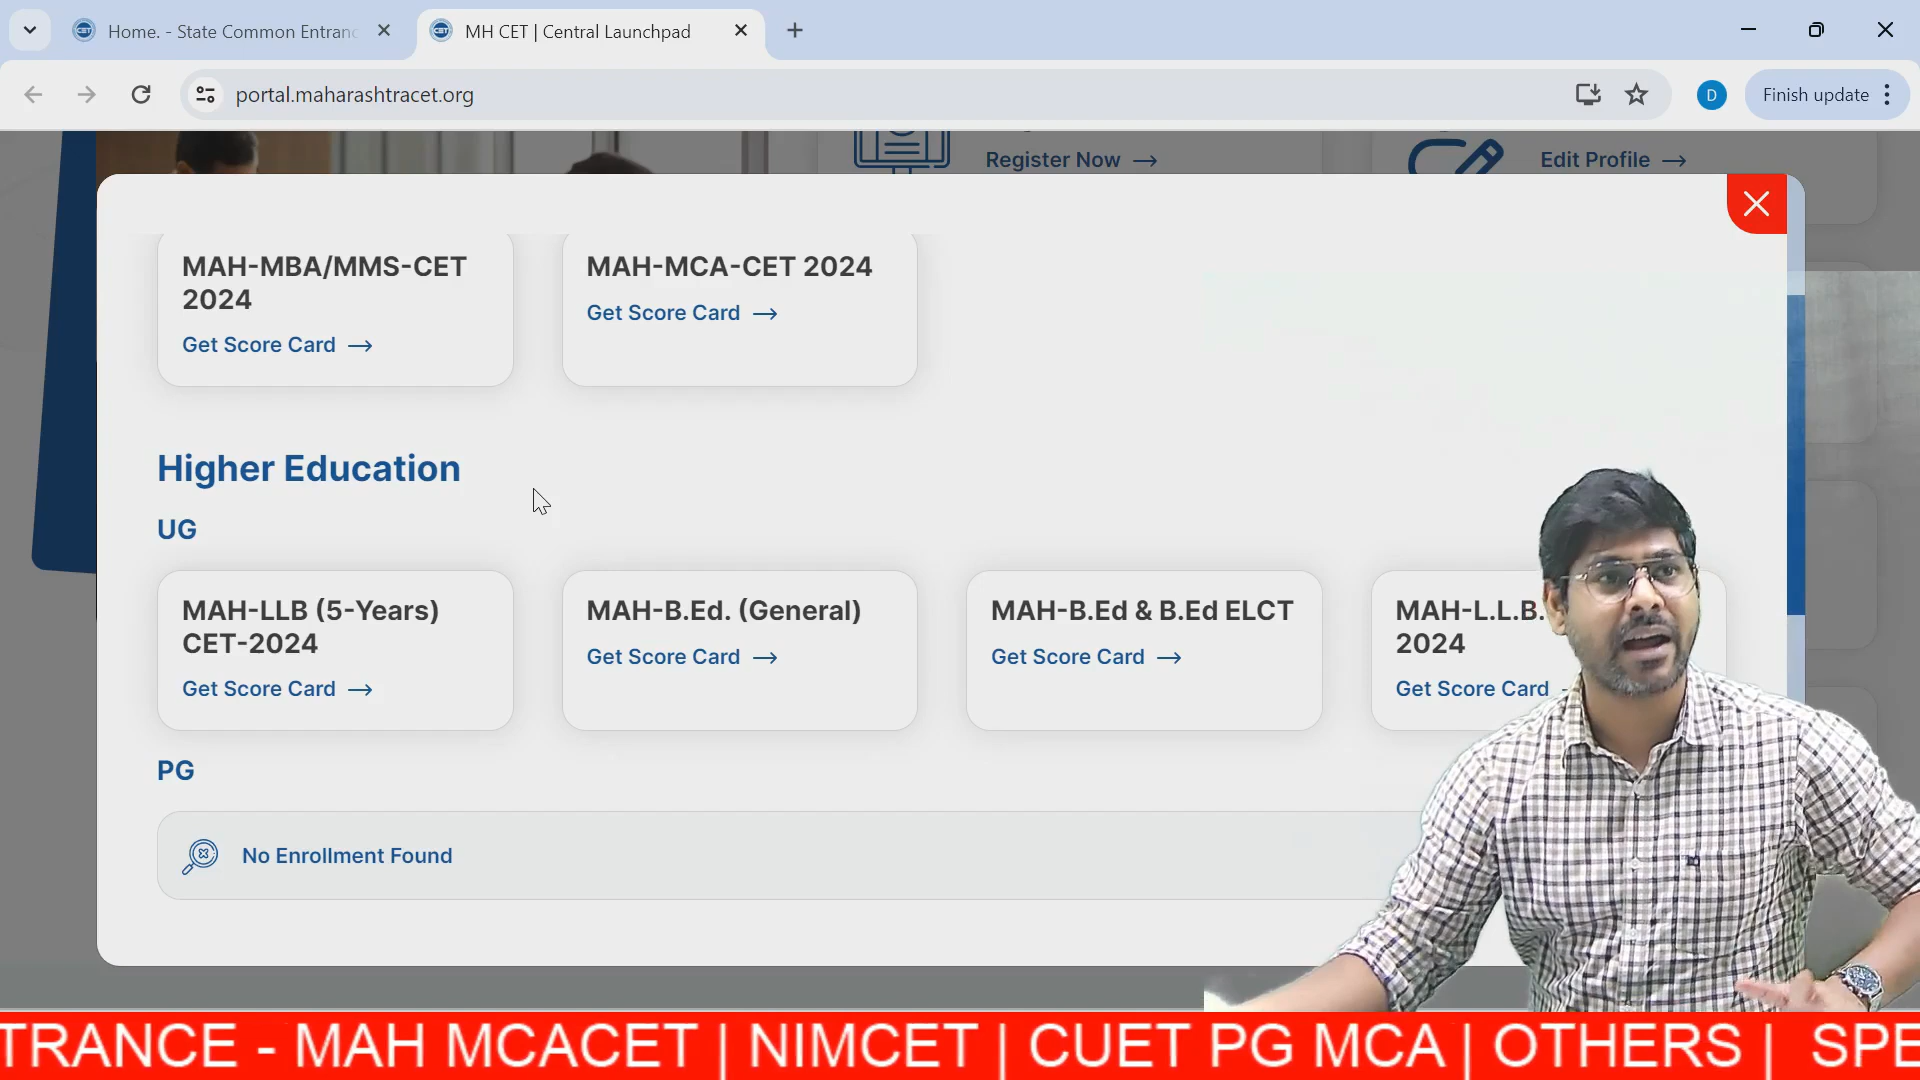 Home. - State Common Entranc
MH CET | Central Launchpad
portal.maharashtracet.org
D
Finish update
Register Now →
Edit Profile →
MAH-MBA/MMS-CET
2024
Get Score Card →
MAH-MCA-CET 2024
Get Score Card →
Higher Education
UG
MAH-LLB (5-Years)
CET-2024
Get Score Card →
MAH-B.Ed. (General)
Get Score Card →
MAH-B.Ed & B.Ed ELCT
Get Score Card →
MAH-L.L.B.
2024
Get Score Card
PG
No Enrollment Found
TRANCE - MAH MCACET | NIMCET | CUET PG MCA | OTHERS | SPE